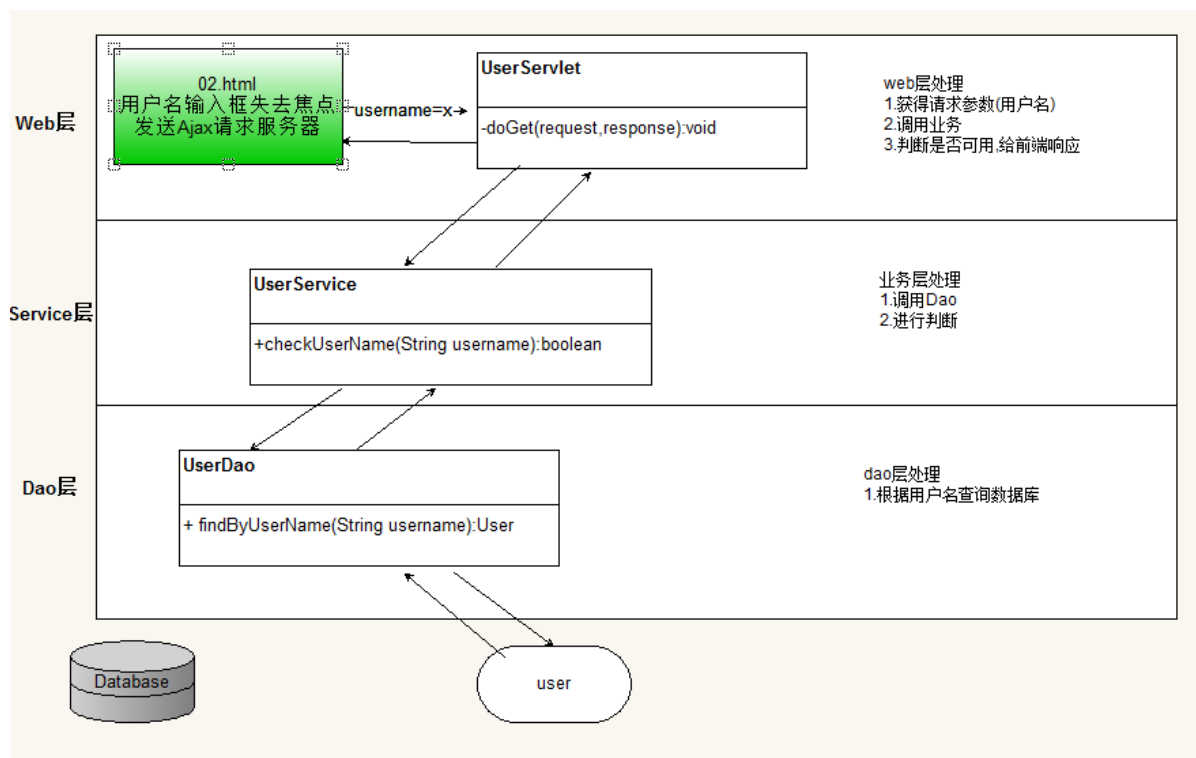 Web层
02.html
用户名输入框失去焦点
发送Ajax请求服务器
username=x
UserServlet
-doGet(request,response):void
web层处理
1.获得请求参数(用户名)
2.调用业务
3.判断是否可用,给前端响应
Service层
UserService
+checkUserName(String username):boolean
业务层处理
1.调用Dao
2.进行判断
Dao层
UserDao
+ findByUserName(String username):User
dao层处理
1.根据用户名查询数据库
Database
user